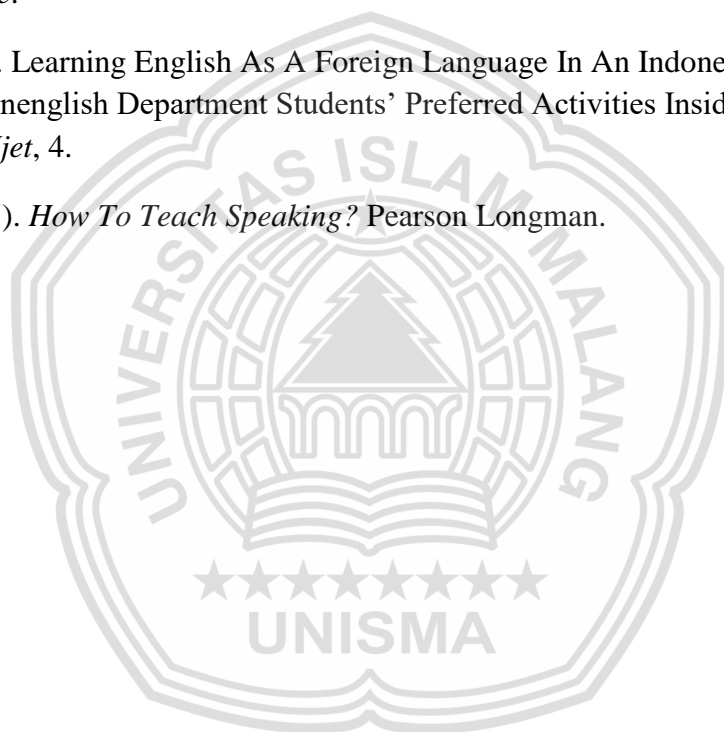 . Learning English As A Foreign Language In An Indone
nenglish Department Students’ Preferred Activities Insid
jet, 4.
). How To Teach Speaking? Pearson Longman.
UNIVERSITAS ISLAM MALANG
UNISMA